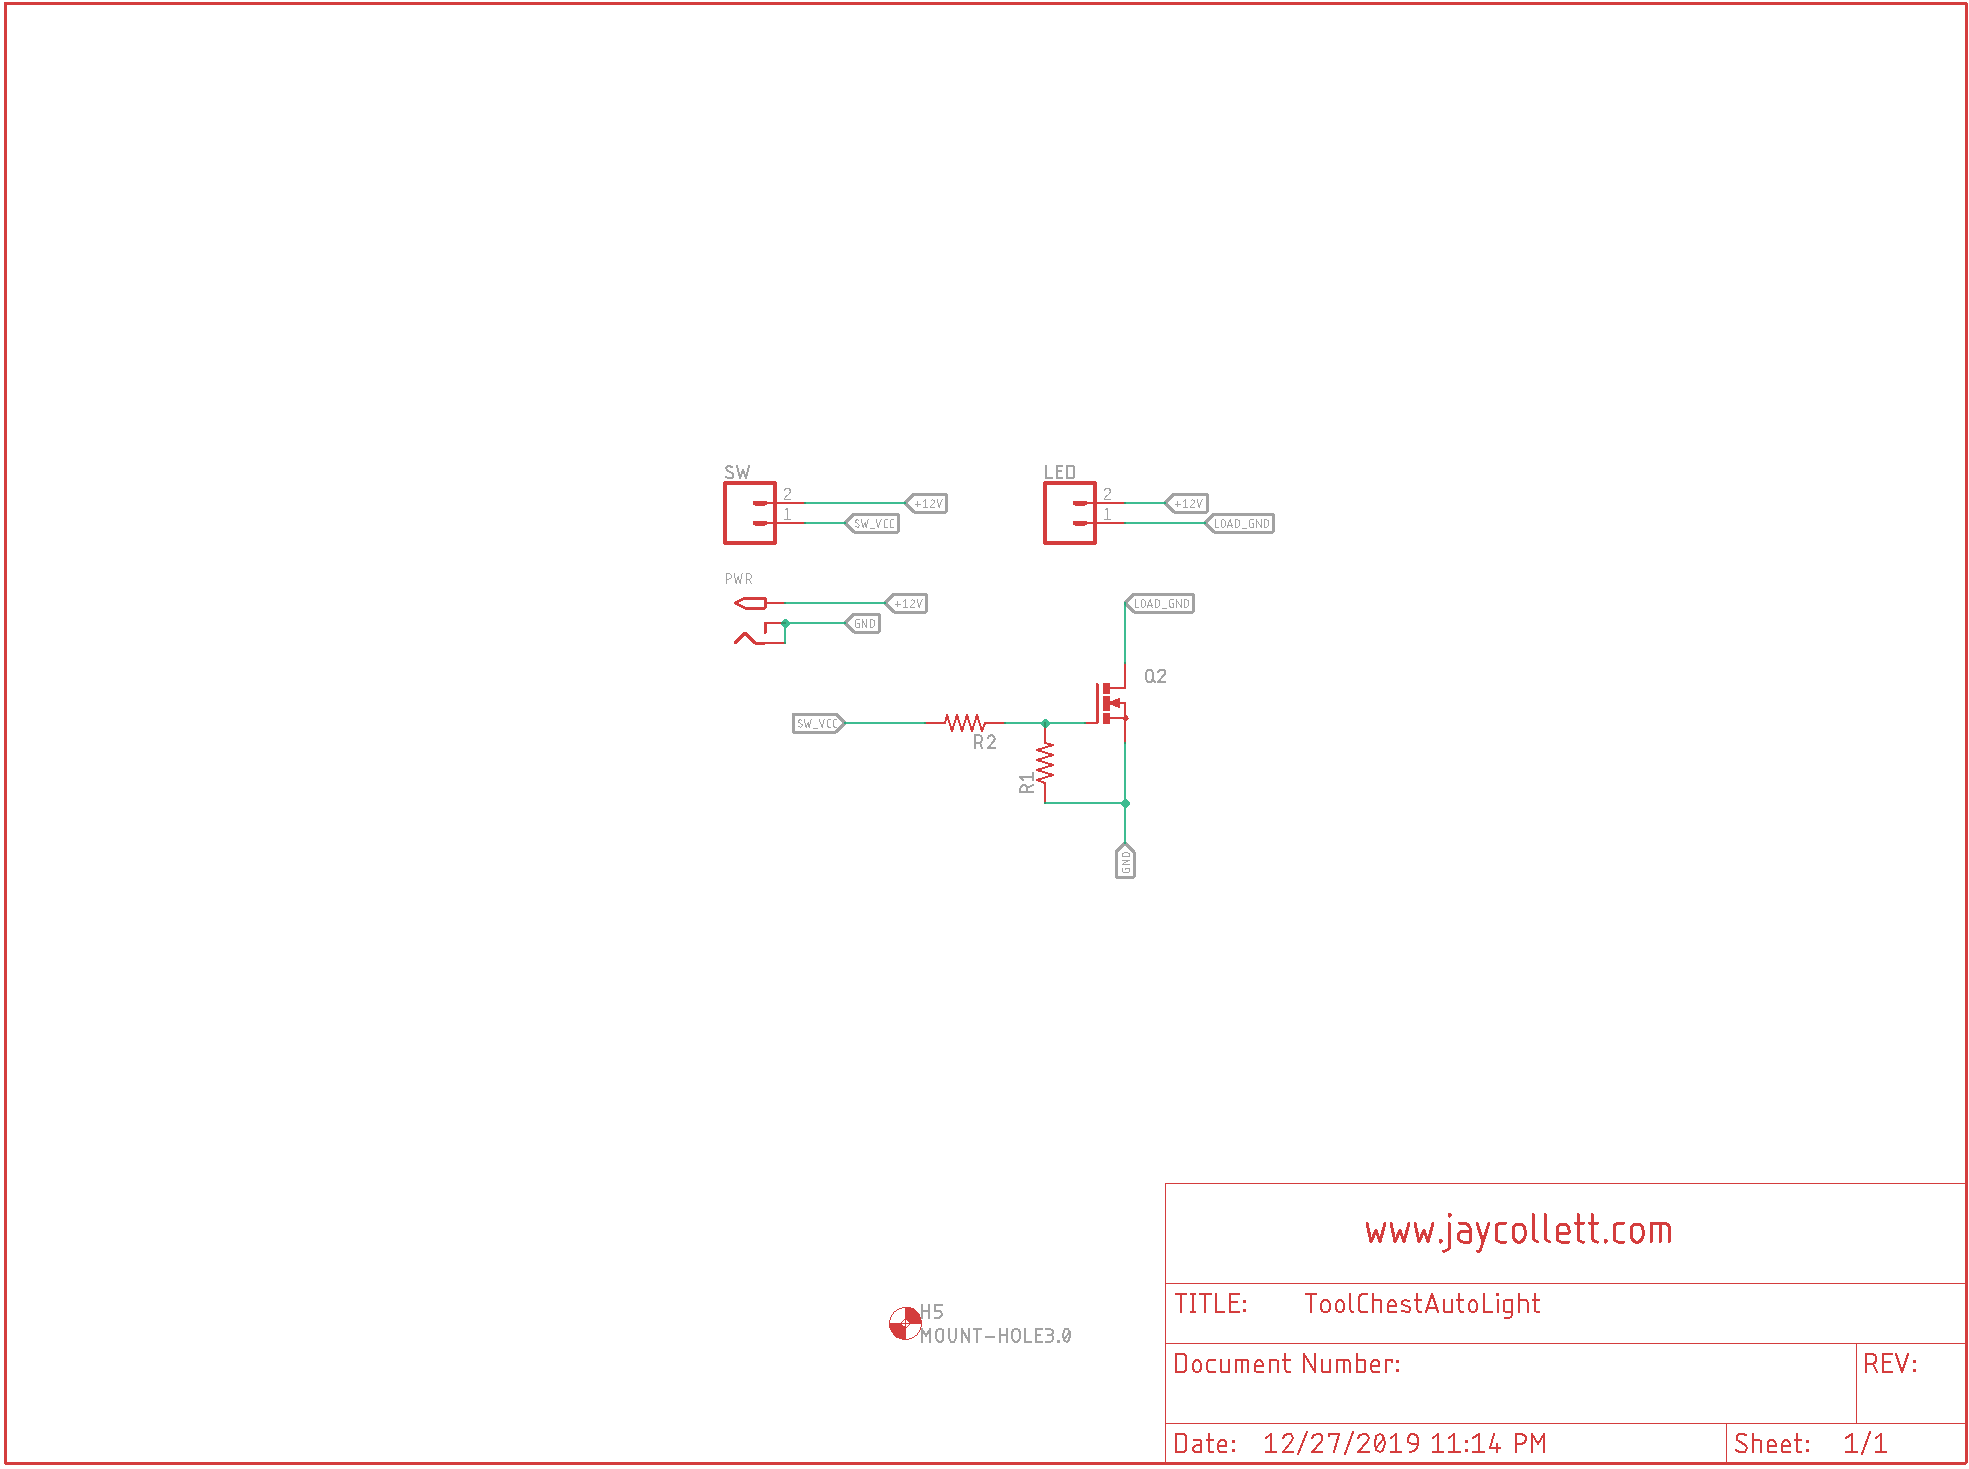 SW
2
+12V
1
SW_VCC
LED
2
+12V
1
LOAD_GND
PWR
+12V
GND
LOAD_GND
Q2
SW_VCC
R2
R1
GND
www.jaycollett.com
TITLE: ToolChestAutoLight
Document Number:
REV:
Date: 12/27/2019 11:14 PM
Sheet: 1/1
H5
MOUNT-HOLE3.0